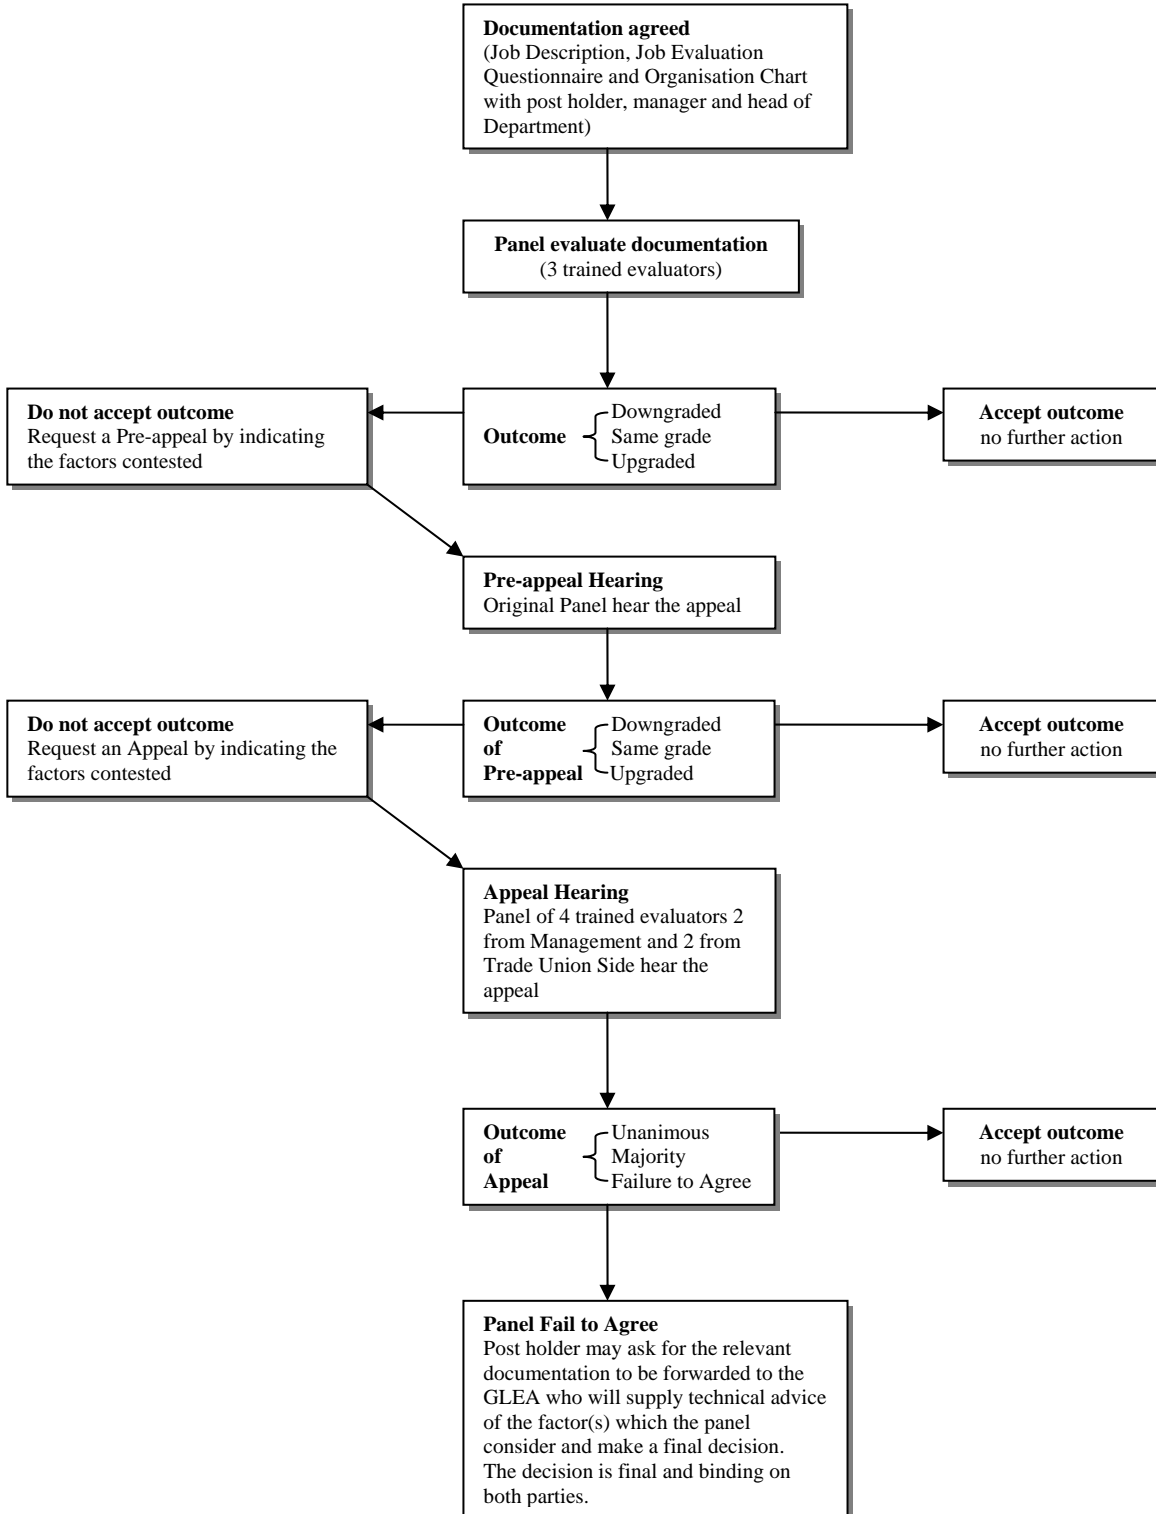 Documentation agreed
(Job Description, Job Evaluation
Questionnaire and Organisation Chart
with post holder, manager and head of
Department)
Panel evaluate documentation
(3 trained evaluators)
Do not accept outcome
Request a Pre-appeal by indicating
the factors contested
Outcome
Downgraded
Same grade
Upgraded
Accept outcome
no further action
Pre-appeal Hearing
Original Panel hear the appeal
Do not accept outcome
Request an Appeal by indicating the
factors contested
Outcome
of
Pre-appeal
Downgraded
Same grade
Upgraded
Accept outcome
no further action
Appeal Hearing
Panel of 4 trained evaluators 2
from Management and 2 from
Trade Union Side hear the
appeal
Outcome
of
Appeal
Unanimous
Majority
Failure to Agree
Accept outcome
no further action
Panel Fail to Agree
Post holder may ask for the relevant
documentation to be forwarded to the
GLEA who will supply technical advice
of the factor(s) which the panel
consider and make a final decision.
The decision is final and binding on
both parties.